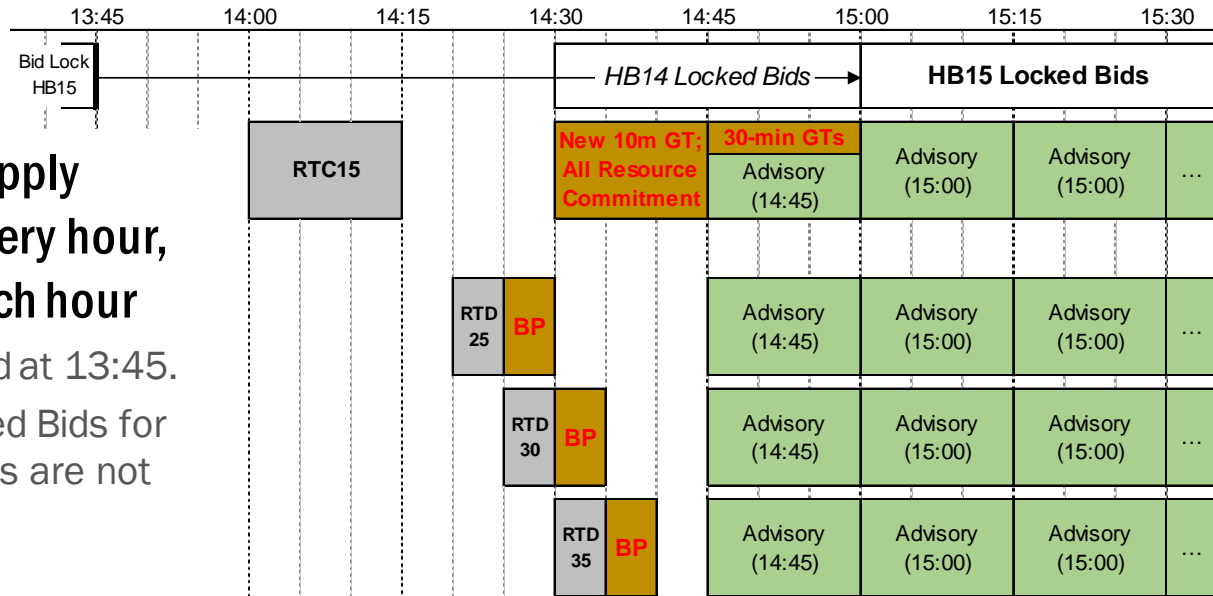 13:45 14:00 14:15 14:30 14:45 15:00 15:15 15:30
Bid Lock
HB15
HB14 Locked Bids
HB15 Locked Bids
pply
ery hour,
ch hour
d at 13:45.
ed Bids for
s are not
RTC15
New 10m GT;
All Resource
Commitment
30-min GTs
Advisory
(14:45)
Advisory
(15:00)
Advisory
(15:00)
...
RTD
25
BP
Advisory
(14:45)
Advisory
(15:00)
Advisory
(15:00)
...
RTD
30
BP
Advisory
(14:45)
Advisory
(15:00)
Advisory
(15:00)
...
RTD
35
BP
Advisory
(14:45)
Advisory
(15:00)
Advisory
(15:00)
...